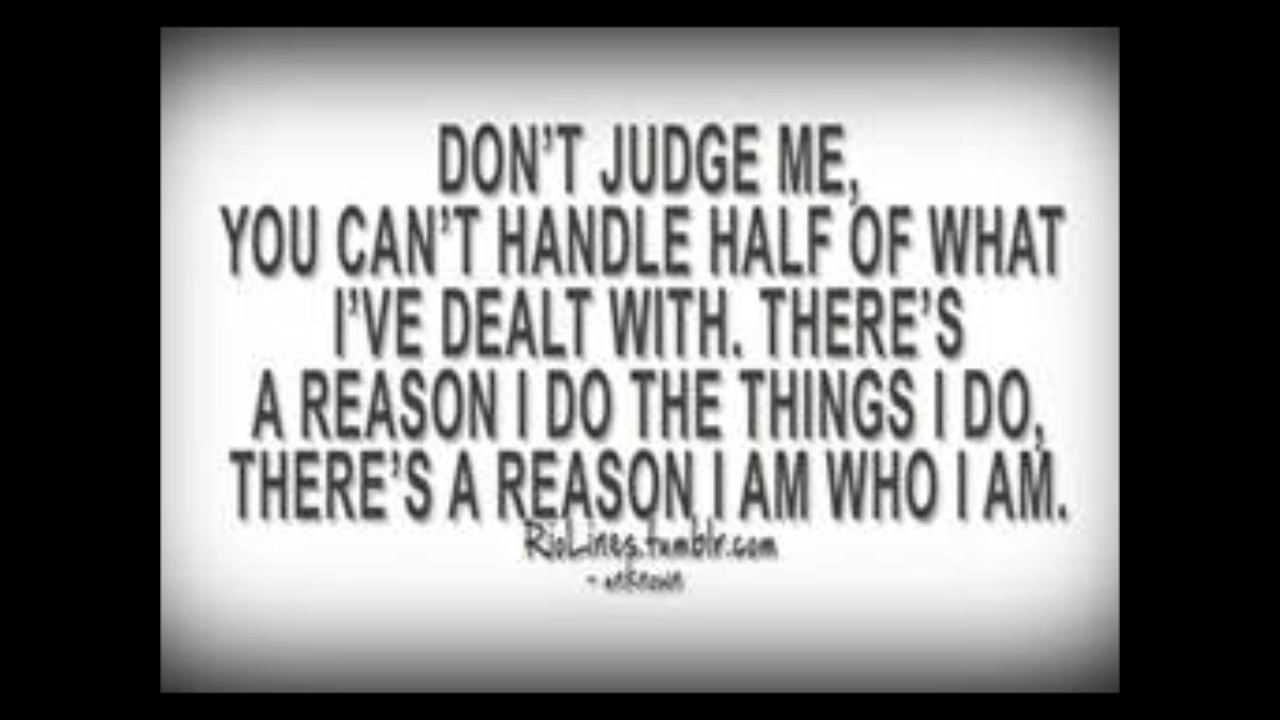 DON'T JUDGE ME,
YOU CAN'T HANDLE HALF OF WHAT
I'VE DEALT WITH. THERE'S
A REASON I DO THE THINGS I DO,
THERE'S A REASON I AM WHO I AM.
RioLines.tumblr.com
- unknown